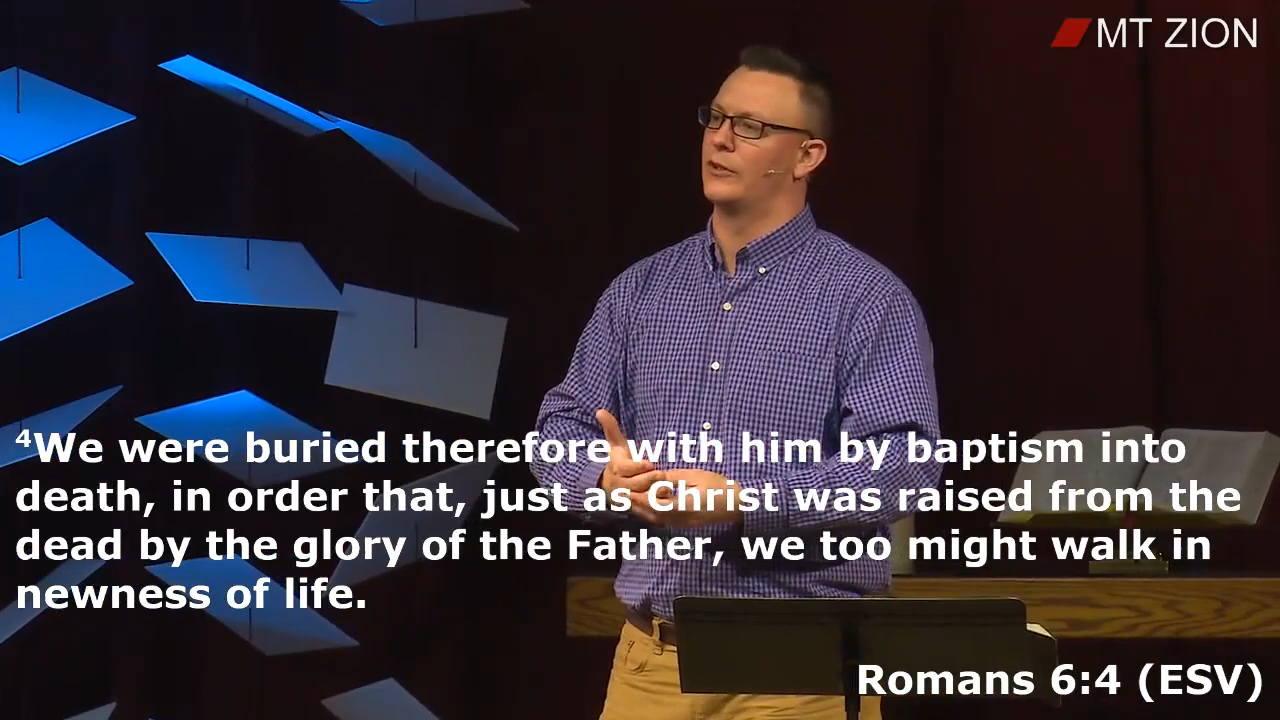 MT ZION
⁴We were buried therefore with him by baptism into
death, in order that, just as Christ was raised from the
dead by the glory of the Father, we too might walk in
newness of life.
Romans 6:4 (ESV)